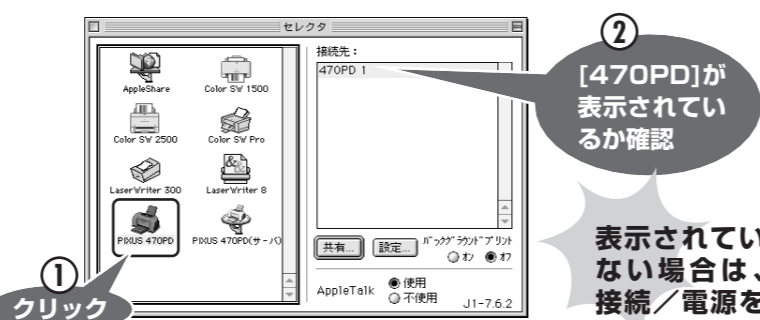 セレクタ
AppleShare
Color SW 1500
Color SW 2500
Color SW Pro
LaserWriter 300
LaserWriter 8
PIXUS 470PD
PIXUS 470PD(サーバ)
接続先：
470PD 1
共有...
設定...
バックグラウンドプリント
オン
オフ
AppleTalk
使用
不使用
J1-7.6.2
①
クリック
②
[470PD]が
表示されてい
るか確認
表示されてい
ない場合は、
接続／電源を